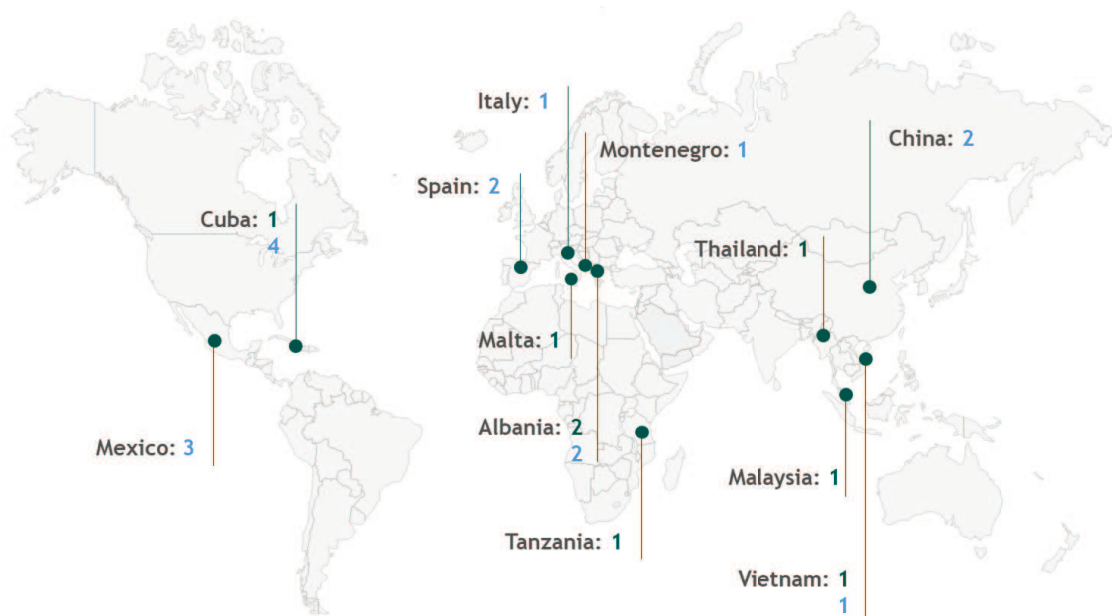 Italy: 1
Montenegro: 1
China: 2
Spain: 2
Cuba: 1
4
Thailand: 1
Malta: 1
Albania: 2
2
Mexico: 3
Malaysia: 1
Tanzania: 1
Vietnam: 1
1